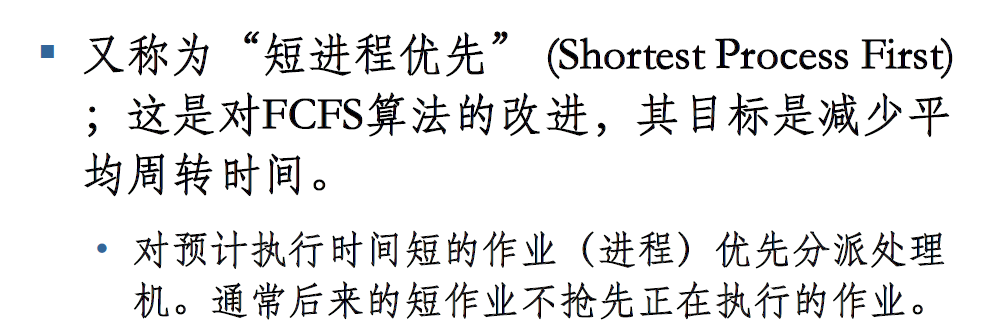 ▪ 又称为“短进程优先” (Shortest Process First)
；这是对FCFS算法的改进，其目标是减少平
均周转时间。
• 对预计执行时间短的作业（进程）优先分派处理
机。通常后来的短作业不抢先正在执行的作业。